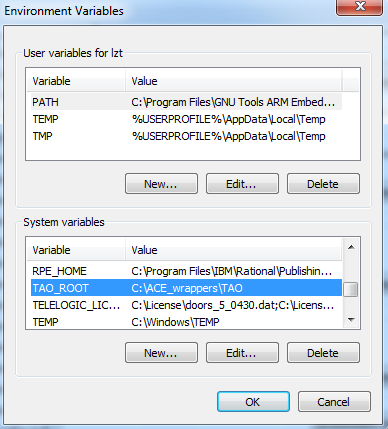 Environment Variables
User variables for lzt
Variable Value
PATH C:\Program Files\GNU Tools ARM Embed...
TEMP %USERPROFILE%\AppData\Local\Temp
TMP %USERPROFILE%\AppData\Local\Temp
New... Edit... Delete
System variables
Variable Value
RPE_HOME C:\Program Files\IBM\Rational\Publishin...
TAO_ROOT C:\ACE_wrappers\TAO
TELELOGIC_LIC... C:\License\doors_5_0430.dat;C:\Licens...
TEMP C:\Windows\TEMP
New... Edit... Delete
OK Cancel